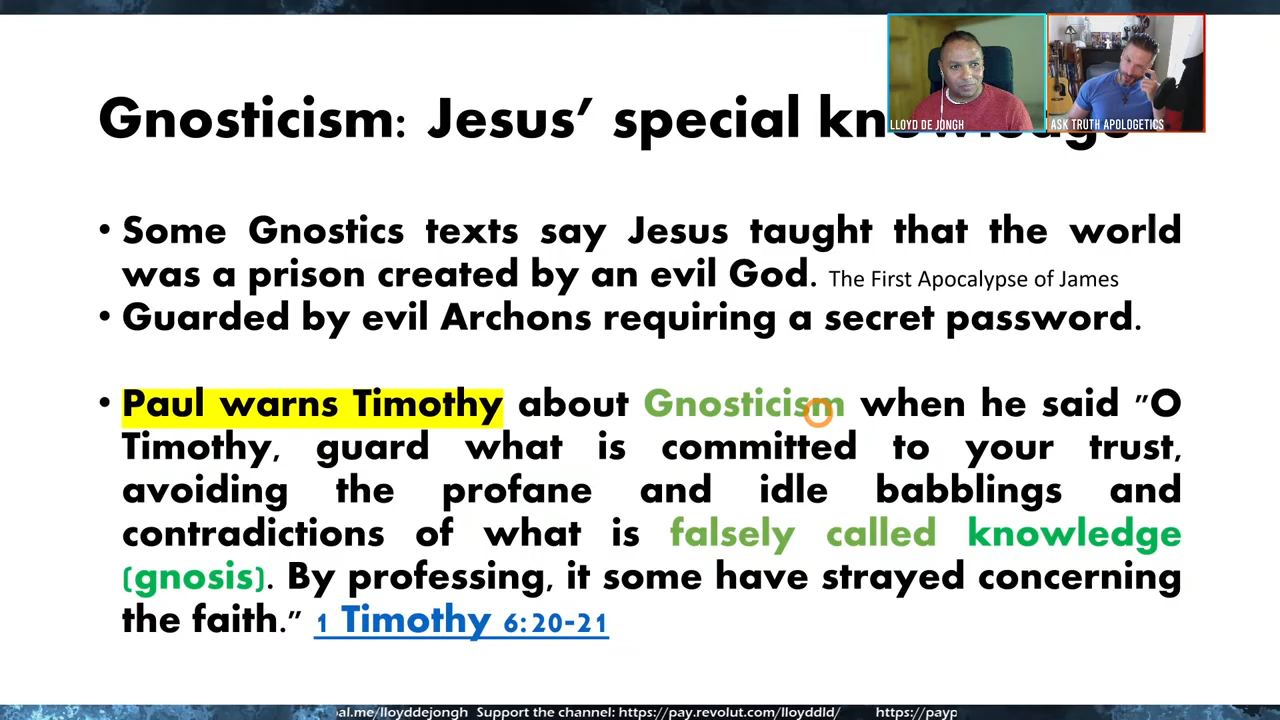 Gnosticism: Jesus’ special knowledge
LLOYD DE JONGH
ASK TRUTH APOLOGETICS
• Some Gnostics texts say Jesus taught that the world
was a prison created by an evil God. The First Apocalypse of James
• Guarded by evil Archons requiring a secret password.
• Paul warns Timothy about Gnosticism when he said "O
Timothy, guard what is committed to your trust,
avoiding the profane and idle babblings and
contradictions of what is falsely called knowledge
(gnosis). By professing, it some have strayed concerning
the faith." 1 Timothy 6:20-21
pal.me/lloyddejongh Support the channel: https://pay.revolut.com/lloyddld/ https://payp